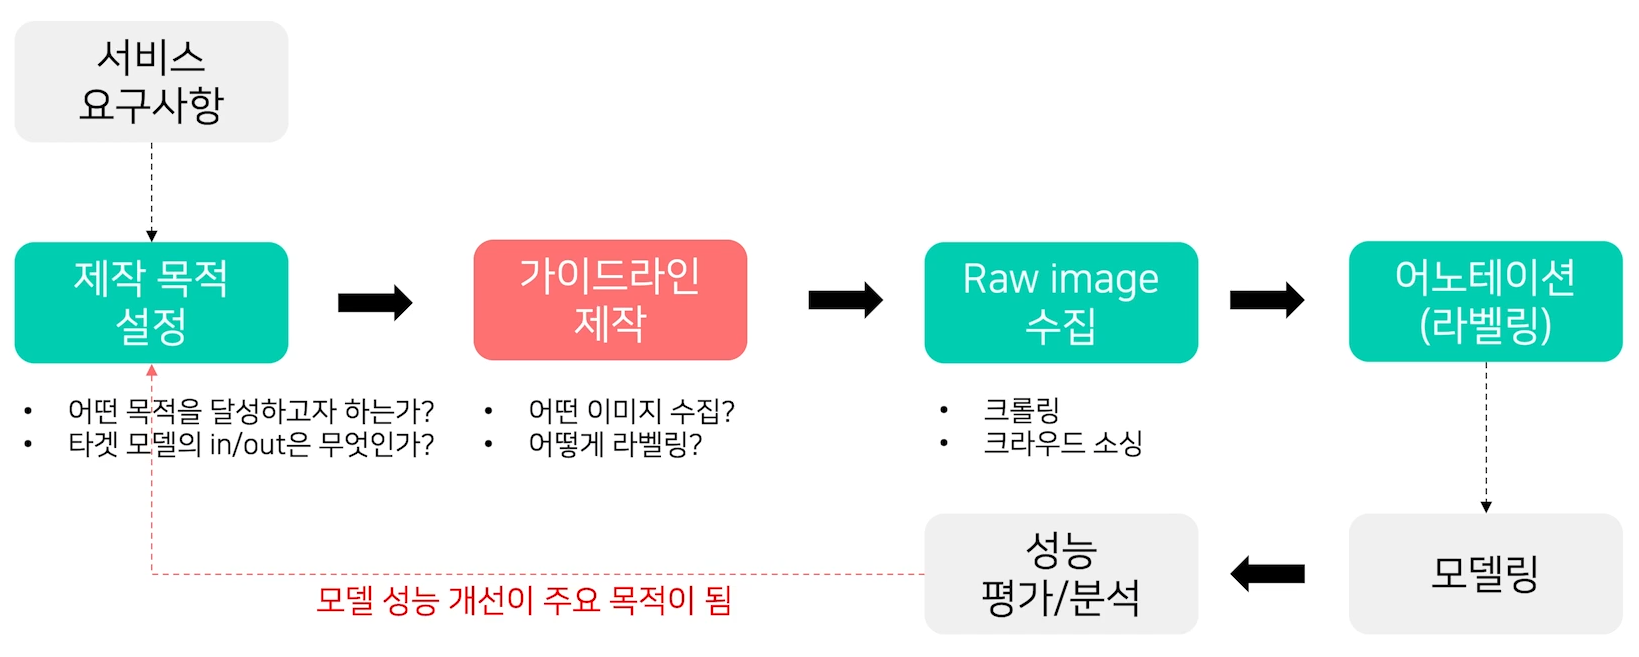 서비스
요구사항
제작 목적
설정
가이드라인
제작
Raw image
수집
어노테이션
(라벨링)
• 어떤 목적을 달성하고자 하는가?
• 타겟 모델의 in/out은 무엇인가?
• 어떤 이미지 수집?
• 어떻게 라벨링?
• 크롤링
• 크라우드 소싱
모델링
성능
평가/분석
모델 성능 개선이 주요 목적이 됨